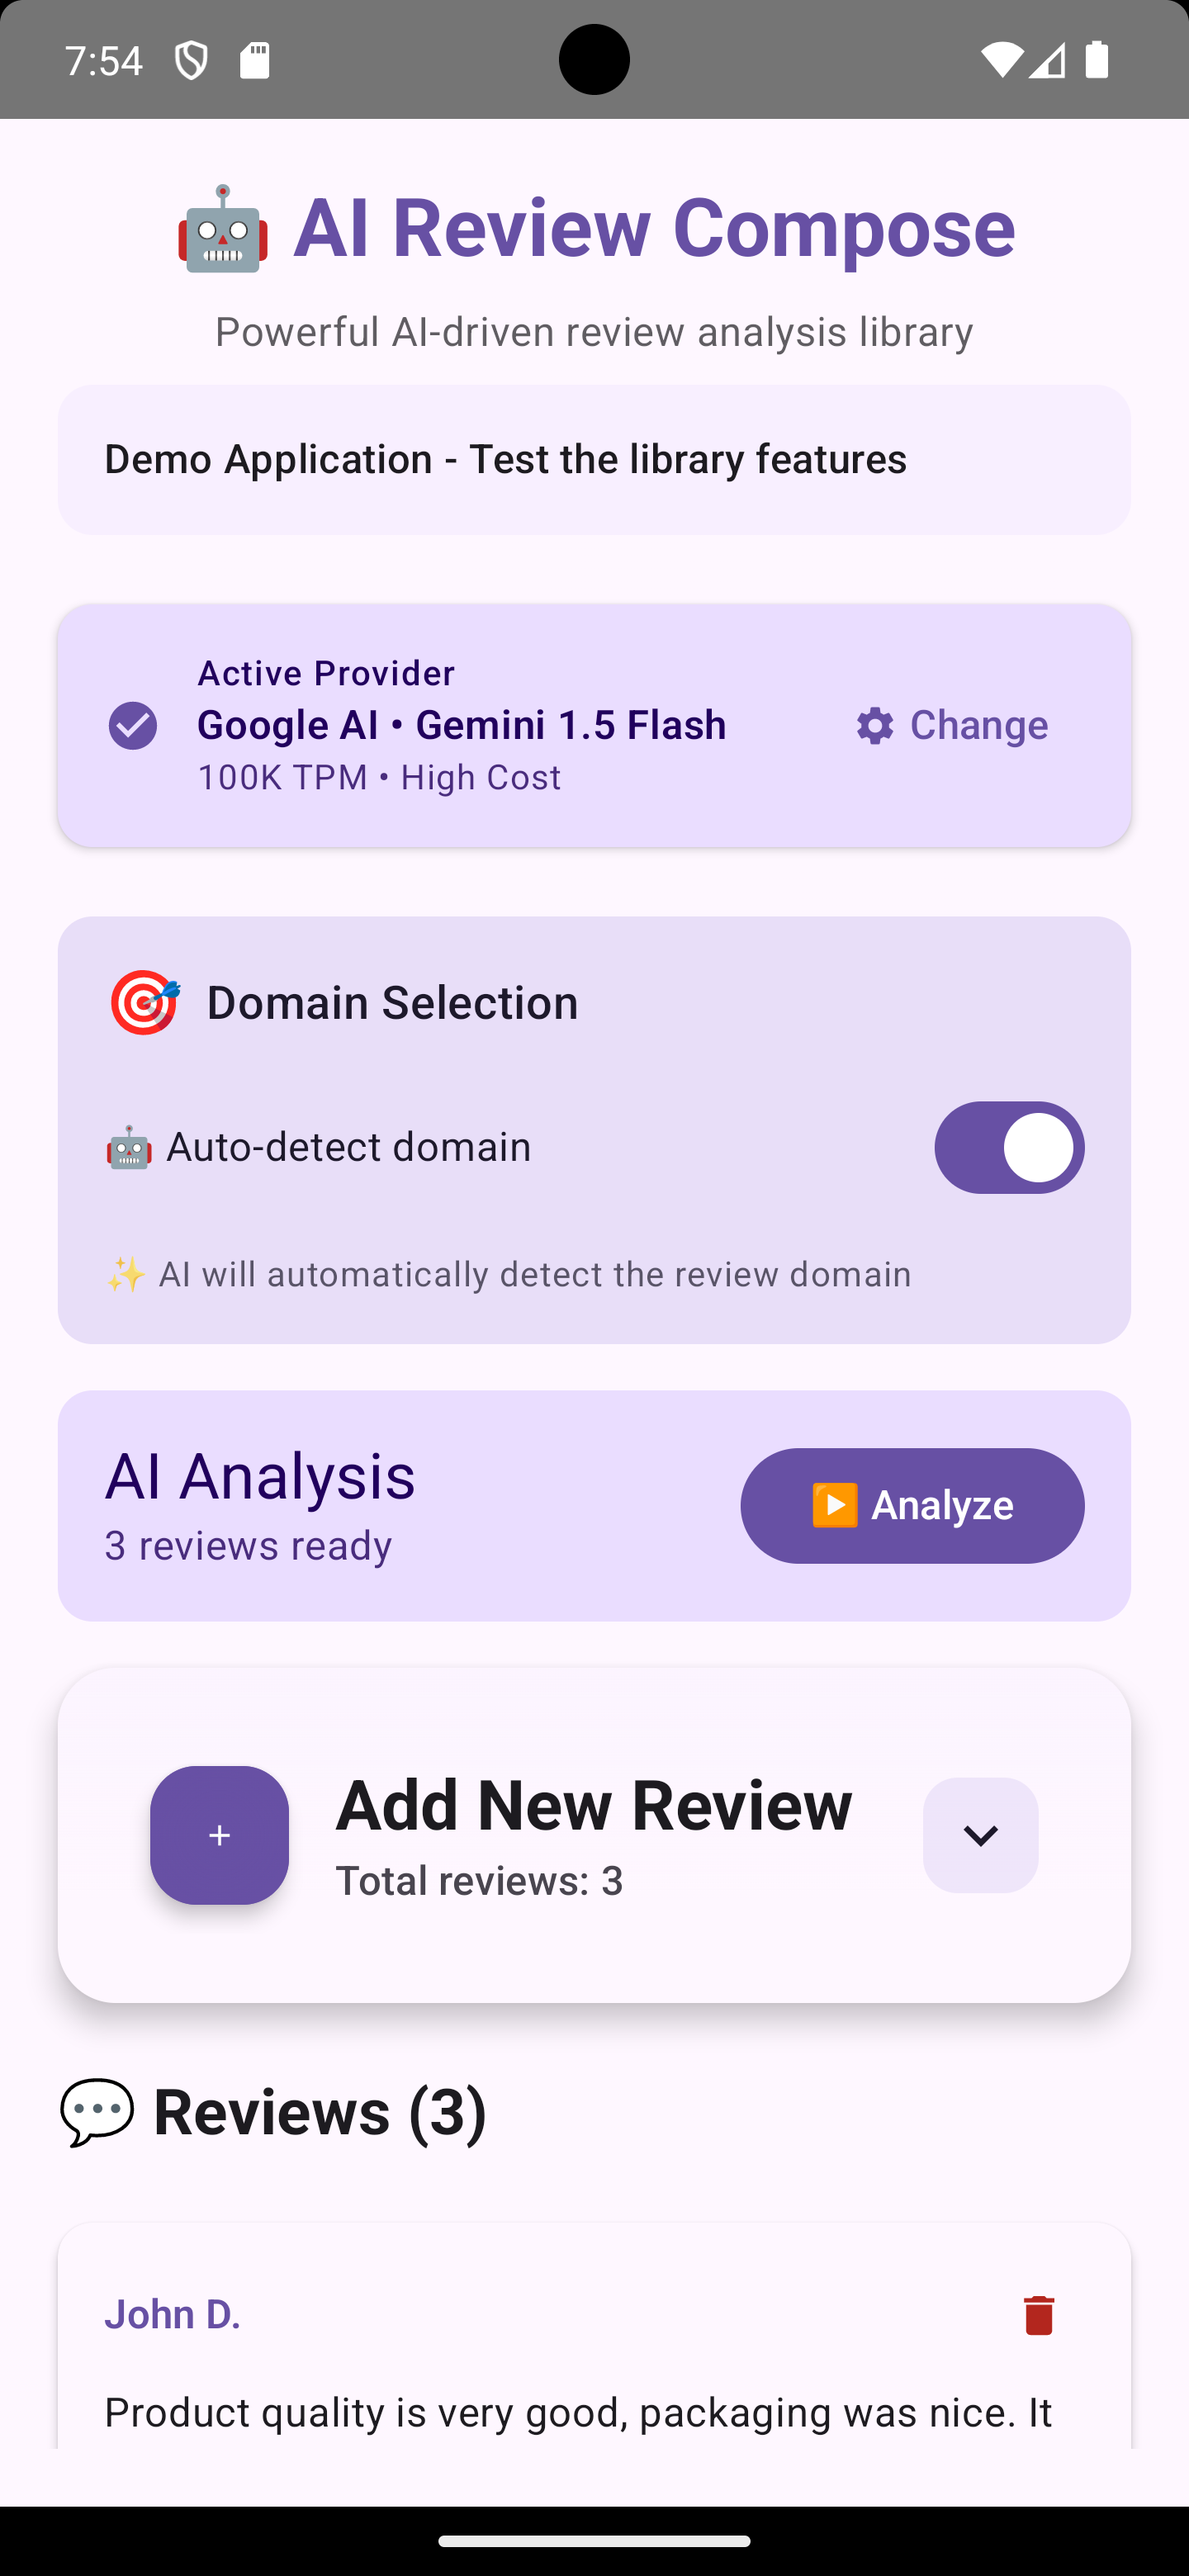 7:54
🤖 AI Review Compose
Powerful AI-driven review analysis library
Demo Application - Test the library features
Active Provider
Google AI • Gemini 1.5 Flash
Change
100K TPM • High Cost
🎯 Domain Selection
🤖 Auto-detect domain
✨ AI will automatically detect the review domain
AI Analysis
3 reviews ready
▶️ Analyze
+
Add New Review
Total reviews: 3
💬 Reviews (3)
John D.
Product quality is very good, packaging was nice. It